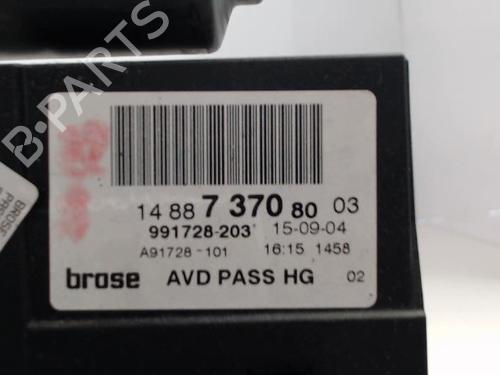 14 88 7 370 80 03
991728-203 15-09-04
A91728-101 16:15 1458
brose AVD PASS HG 02
BROSE
B-PARTS